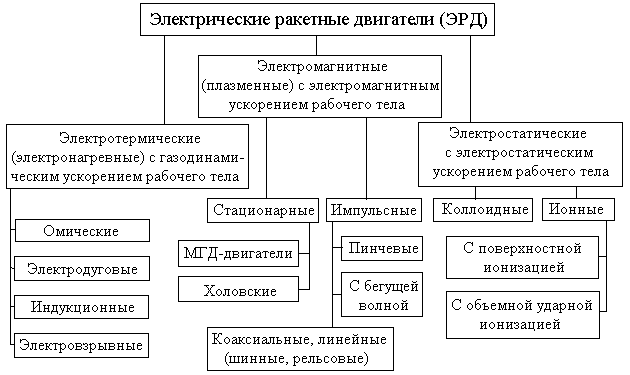 Электрические ракетные двигатели (ЭРД)
Электромагнитные
(плазменные) с электромагнитным
ускорением рабочего тела
Электротермические
(электронагревные) с газодинами-
ческим ускорением рабочего тела
Электростатические
с электростатическим
ускорением рабочего тела
Стационарные
Импульсные
Коллоидные
Ионные
Омические
Электродуговые
Индукционные
Электровзрывные
МГД-двигатели
Холовские
Пинчевые
С бегущей
волной
Коаксиальные, линейные
(шинные, рельсовые)
С поверхностной
ионизацией
С объемной ударной
ионизацией